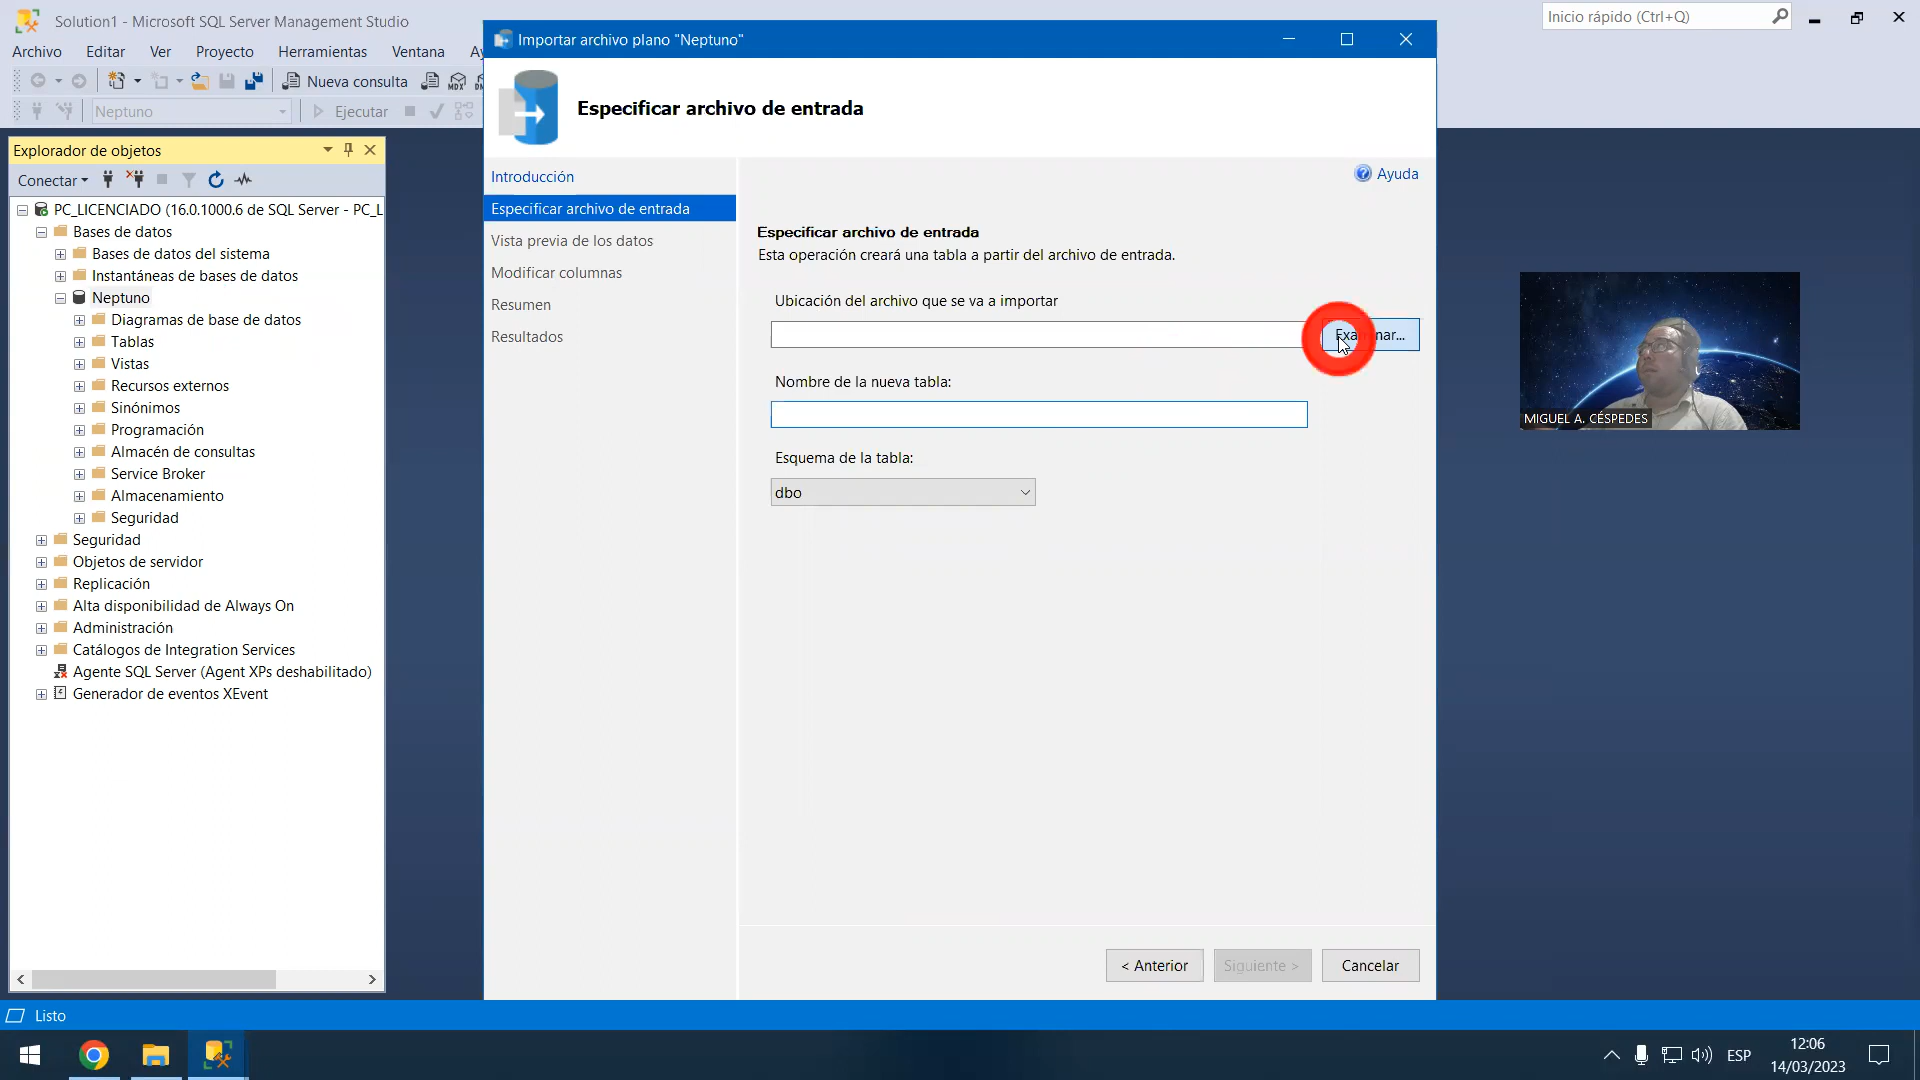 Solution1 - Microsoft SQL Server Management Studio
Inicio rápido (Ctrl+Q)
Archivo Editar Ver Proyecto Herramientas Ventana Ay
Nueva consulta
Neptuno
Ejecutar
Explorador de objetos
Conectar
PC_LICENCIADO (16.0.1000.6 de SQL Server - PC_L
Bases de datos
Bases de datos del sistema
Instantáneas de bases de datos
Neptuno
Diagramas de base de datos
Tablas
Vistas
Recursos externos
Sinónimos
Programación
Almacén de consultas
Service Broker
Almacenamiento
Seguridad
Seguridad
Objetos de servidor
Replicación
Alta disponibilidad de Always On
Administración
Catálogos de Integration Services
Agente SQL Server (Agent XPs deshabilitado)
Generador de eventos XEvent
Importar archivo plano "Neptuno"
Especificar archivo de entrada
Introducción
Especificar archivo de entrada
Vista previa de los datos
Modificar columnas
Resumen
Resultados
Ayuda
Especificar archivo de entrada
Esta operación creará una tabla a partir del archivo de entrada.
Ubicación del archivo que se va a importar
Examinar...
Nombre de la nueva tabla:
Esquema de la tabla:
dbo
< Anterior
Siguiente >
Cancelar
MIGUEL A. CÉSPEDES
Listo
ESP
12:06
14/03/2023